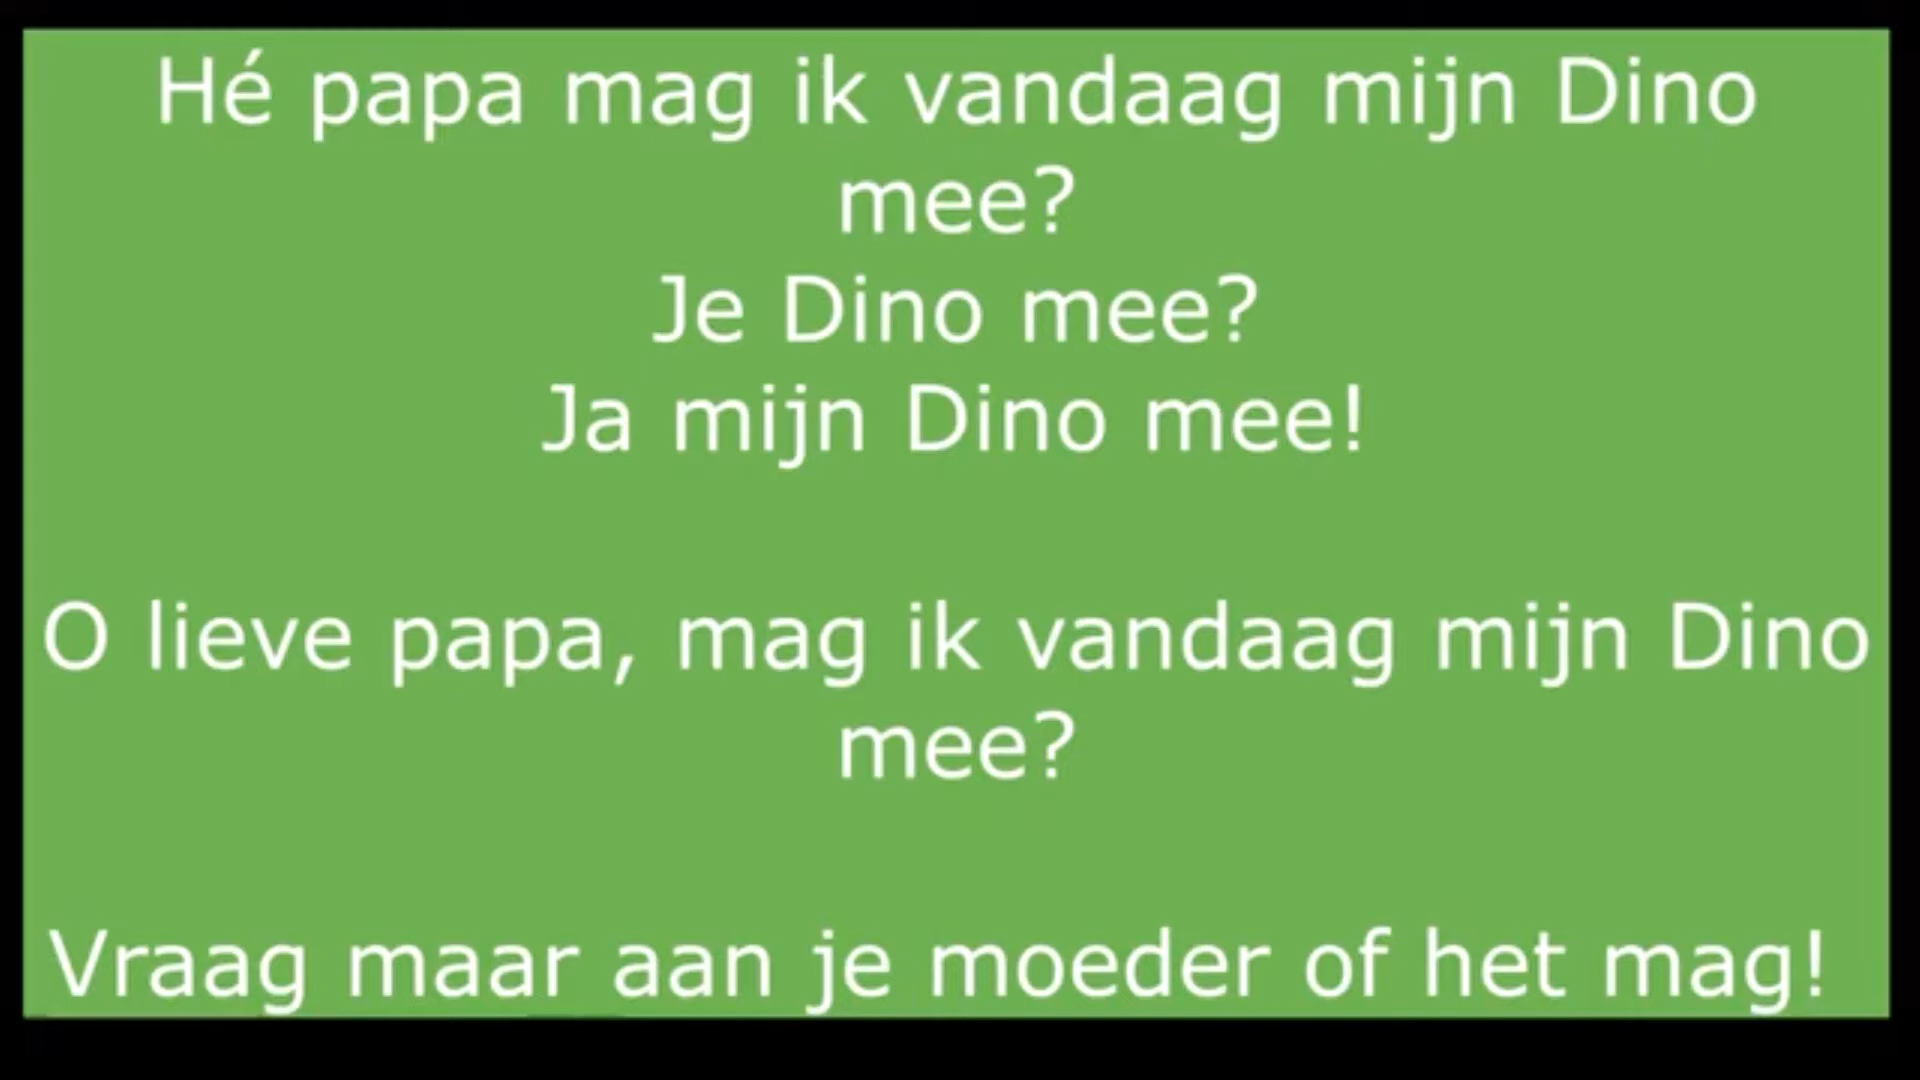 Hé papa mag ik vandaag mijn Dino
mee?
Je Dino mee?
Ja mijn Dino mee!
O lieve papa, mag ik vandaag mijn Dino
mee?
Vraag maar aan je moeder of het mag!